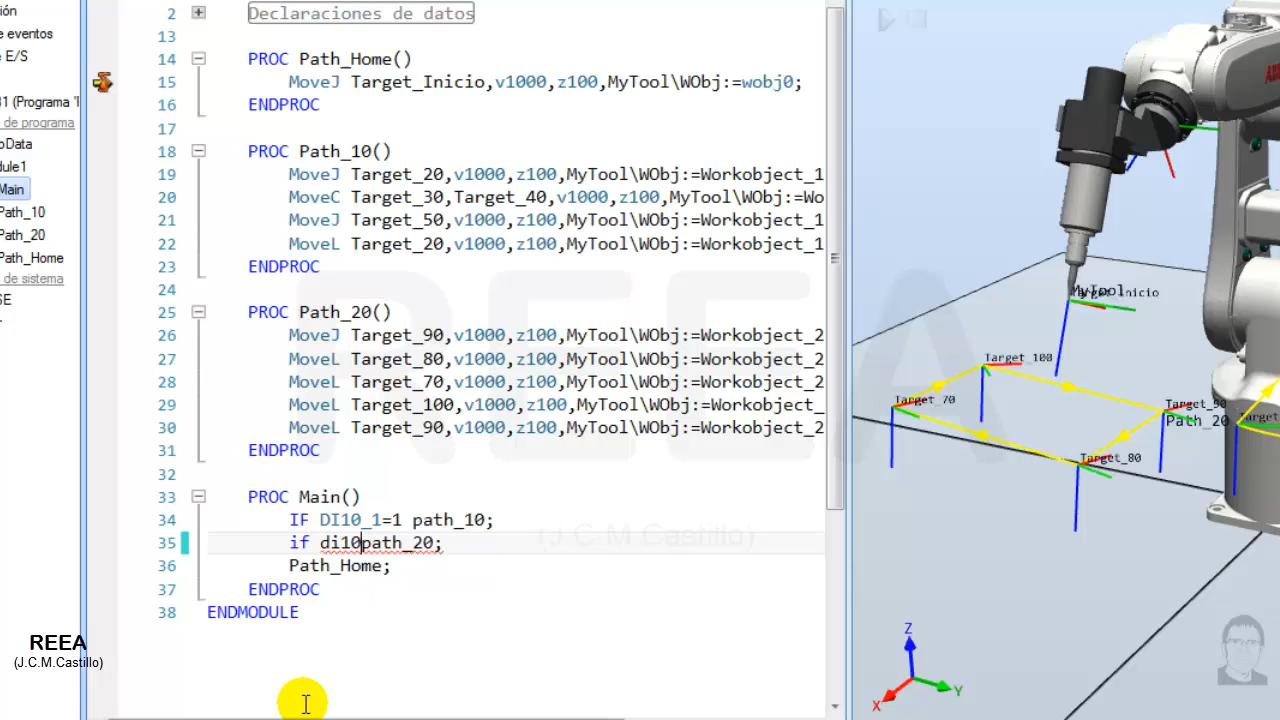 ión
e eventos
e E/S
31 (Programa 'P
de programa
oData
dule1
Main
Path_10
Path_20
Path_Home
de sistema
SE
2 Declaraciones de datos
13
14 PROC Path_Home()
15 MoveJ Target_Inicio,v1000,z100,MyTool\WObj:=wobj0;
16 ENDPROC
17
18 PROC Path_10()
19 MoveJ Target_20,v1000,z100,MyTool\WObj:=Workobject_1
20 MoveC Target_30,Target_40,v1000,z100,MyTool\WObj:=Wo
21 MoveJ Target_50,v1000,z100,MyTool\WObj:=Workobject_1
22 MoveL Target_20,v1000,z100,MyTool\WObj:=Workobject_1
23 ENDPROC
24
25 PROC Path_20()
26 MoveJ Target_90,v1000,z100,MyTool\WObj:=Workobject_2
27 MoveL Target_80,v1000,z100,MyTool\WObj:=Workobject_2
28 MoveL Target_70,v1000,z100,MyTool\WObj:=Workobject_2
29 MoveL Target_100,v1000,z100,MyTool\WObj:=Workobject_
30 MoveL Target_90,v1000,z100,MyTool\WObj:=Workobject_2
31 ENDPROC
32
33 PROC Main()
34 IF DI10_1=1 path_10;
35 if di10path_20;
36 Path_Home;
37 ENDPROC
38 ENDMODULE
REEA
(J.C.M.Castillo)
REEA
(J.C.M.Castillo)
MyTool
Target_Inicio
Target_100
Target_70
Target_90
Path_20
Target
Target_80
Z
Y
X